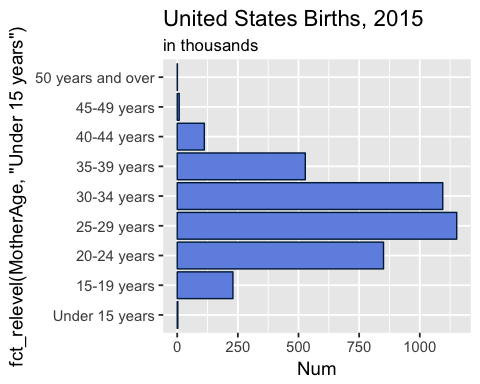 United States Births, 2015
in thousands
fct_relevel(MotherAge, "Under 15 years")
50 years and over
45-49 years
40-44 years
35-39 years
30-34 years
25-29 years
20-24 years
15-19 years
Under 15 years
0 250 500 750 1000
Num